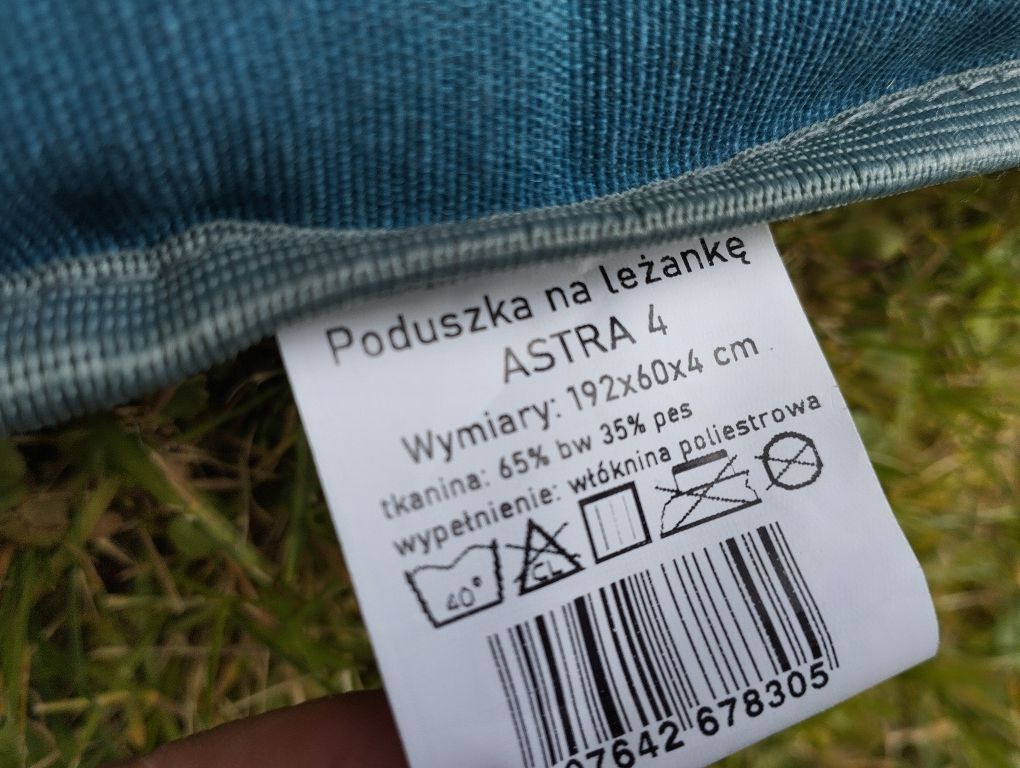 Poduszka na leżankę
ASTRA 4
Wymiary: 192x60x4 cm
tkanina: 65% bw 35% pes
wypełnienie: włóknina poliestrowa
40° CL
07642 678305